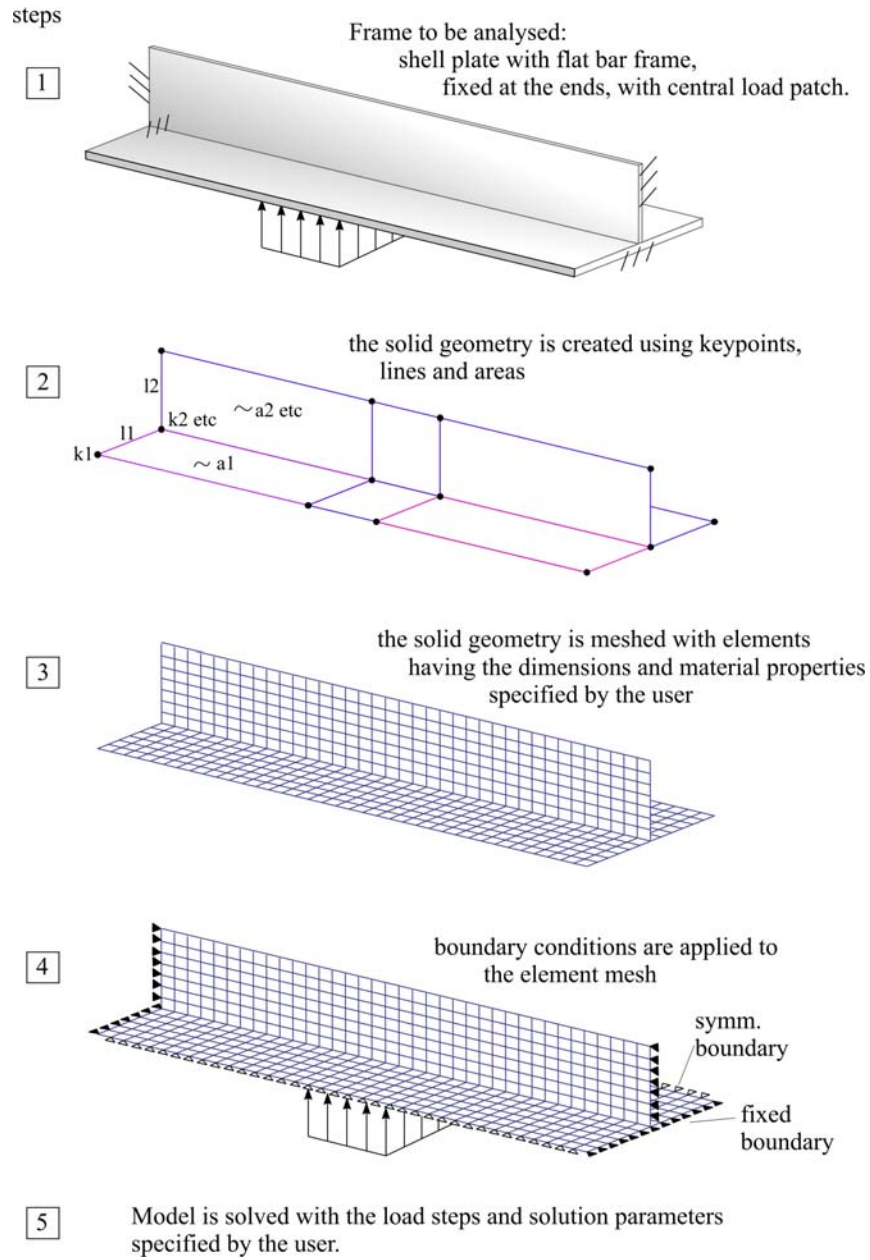 steps
1
Frame to be analysed:
shell plate with flat bar frame,
fixed at the ends, with central load patch.
2
the solid geometry is created using keypoints,
lines and areas
l2
~a2 etc
k2 etc
l1
k1
~ a1
3
the solid geometry is meshed with elements
having the dimensions and material properties
specified by the user
4
boundary conditions are applied to
the element mesh
symm.
boundary
fixed
boundary
5
Model is solved with the load steps and solution parameters
specified by the user.